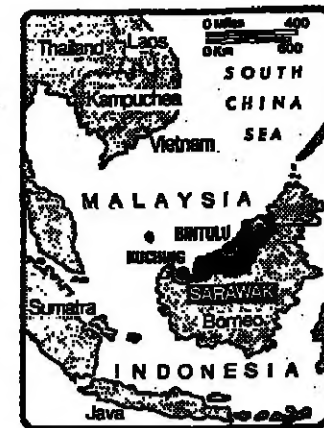 0 Miles 400
0 Km 600
Thailand
Laos
SOUTH
CHINA
SEA
Kampuchea
Vietnam
MALAYSIA
BNTULU
KUCHING
SARAWAK
Sumatra
Borneo
INDONESIA
Java